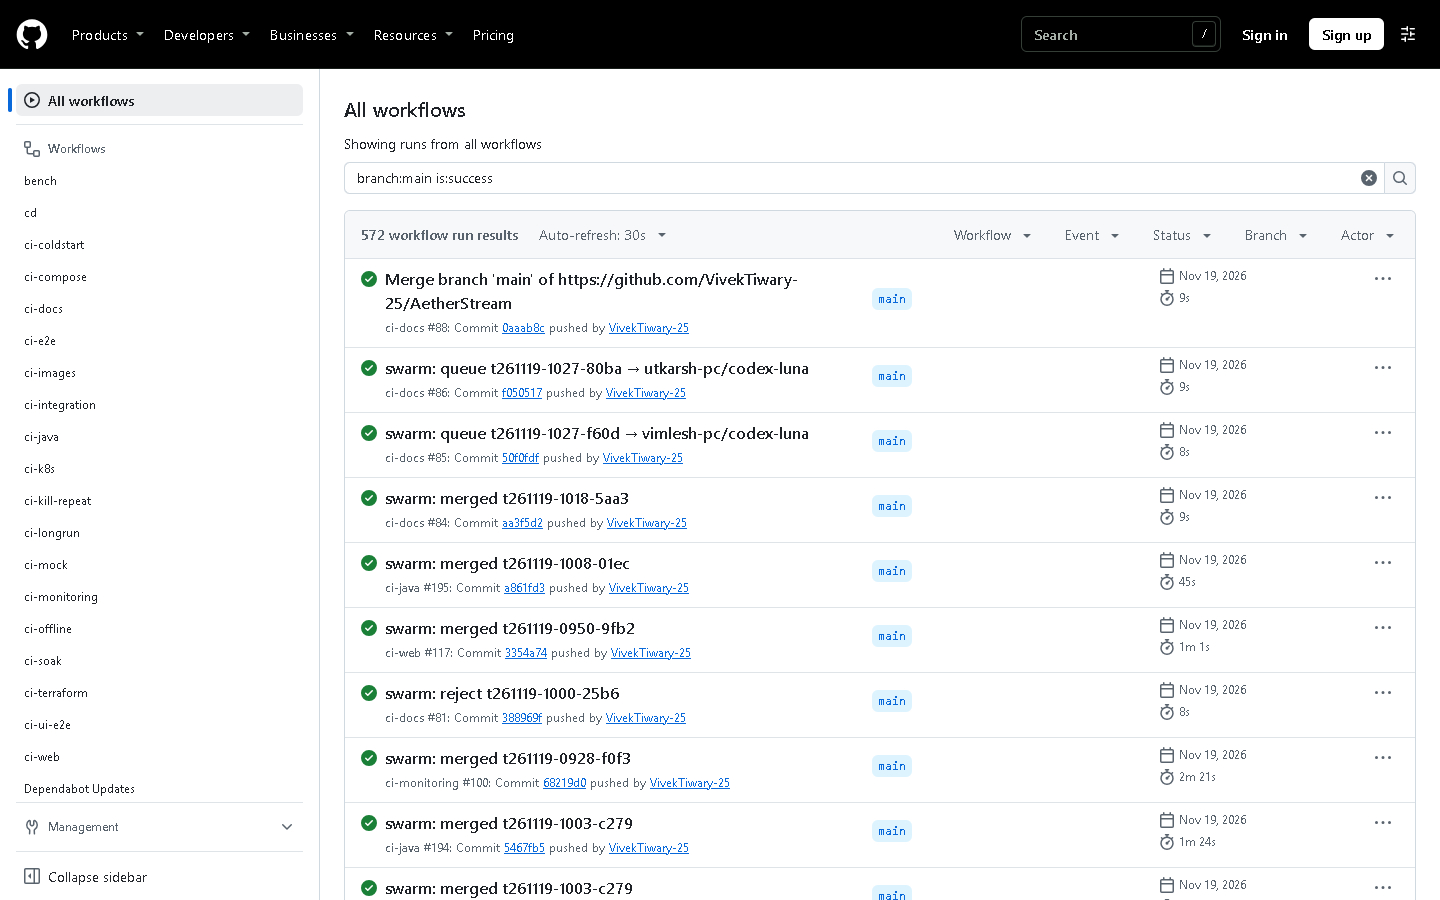 Products
Developers
Businesses
Resources
Pricing
Search
/
Sign in
Sign up
All workflows
Workflows
bench
cd
ci-coldstart
ci-compose
ci-docs
ci-e2e
ci-images
ci-integration
ci-java
ci-k8s
ci-kill-repeat
ci-longrun
ci-mock
ci-monitoring
ci-offline
ci-soak
ci-terraform
ci-ui-e2e
ci-web
Dependabot Updates
Management
Collapse sidebar
All workflows
Showing runs from all workflows
branch:main is:success
572 workflow run results
Auto-refresh: 30s
Workflow
Event
Status
Branch
Actor
Merge branch 'main' of https://github.com/VivekTiwary-
25/AetherStream
ci-docs #88: Commit 0aaab8c pushed by VivekTiwary-25
main
Nov 19, 2026
9s
swarm: queue t261119-1027-80ba → utkarsh-pc/codex-luna
ci-docs #86: Commit f050517 pushed by VivekTiwary-25
main
Nov 19, 2026
9s
swarm: queue t261119-1027-f60d → vimlesh-pc/codex-luna
ci-docs #85: Commit 50f0fdf pushed by VivekTiwary-25
main
Nov 19, 2026
8s
swarm: merged t261119-1018-5aa3
ci-docs #84: Commit aa3f5d2 pushed by VivekTiwary-25
main
Nov 19, 2026
9s
swarm: merged t261119-1008-01ec
ci-java #195: Commit a861fd3 pushed by VivekTiwary-25
main
Nov 19, 2026
45s
swarm: merged t261119-0950-9fb2
ci-web #117: Commit 3354a74 pushed by VivekTiwary-25
main
Nov 19, 2026
1m 1s
swarm: reject t261119-1000-25b6
ci-docs #81: Commit 388969f pushed by VivekTiwary-25
main
Nov 19, 2026
8s
swarm: merged t261119-0928-f0f3
ci-monitoring #100: Commit 68219d0 pushed by VivekTiwary-25
main
Nov 19, 2026
2m 21s
swarm: merged t261119-1003-c279
ci-java #194: Commit 5467fb5 pushed by VivekTiwary-25
main
Nov 19, 2026
1m 24s
swarm: merged t261119-1003-c279
main
Nov 19, 2026